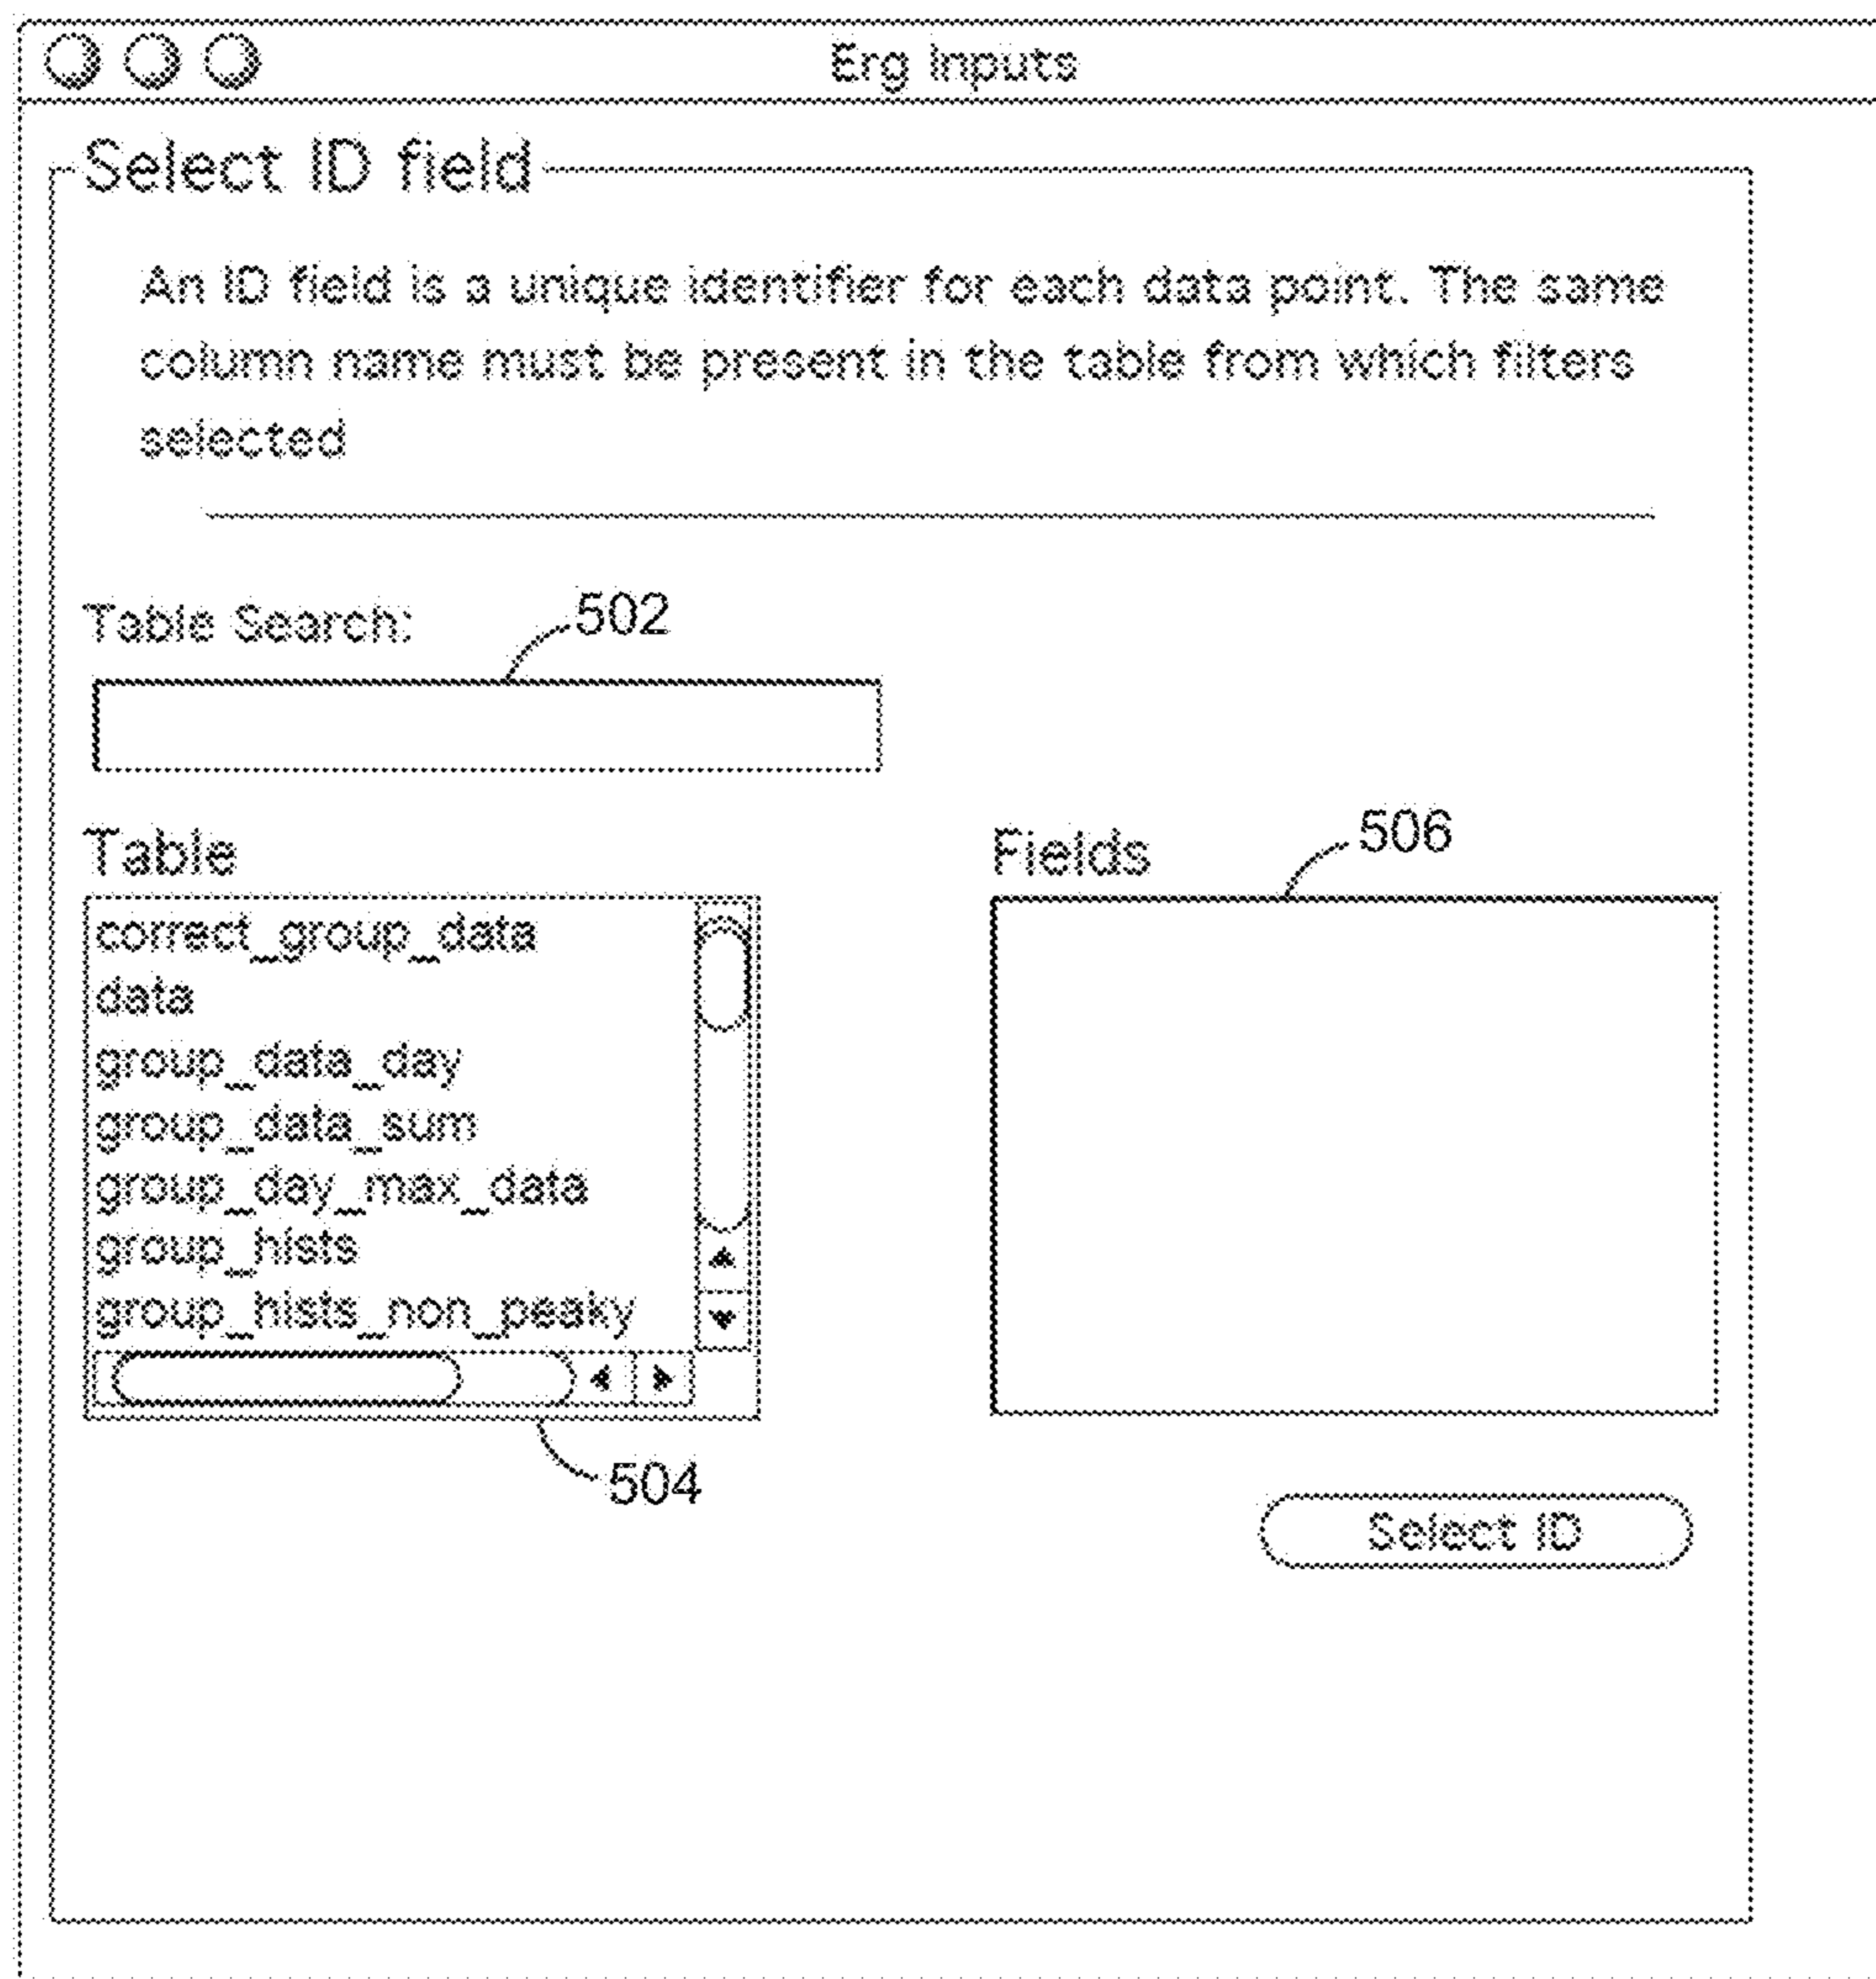 Erg Inputs
Select ID field
An ID field is a unique identifier for each data point. The same
column name must be present in the table from which filters
selected
Table Search:
502
Table
Fields
506
correct_group_data
data
group_data_day
group_data_sum
group_day_max_data
group_hists
group_hists_non_peaky
504
Select ID